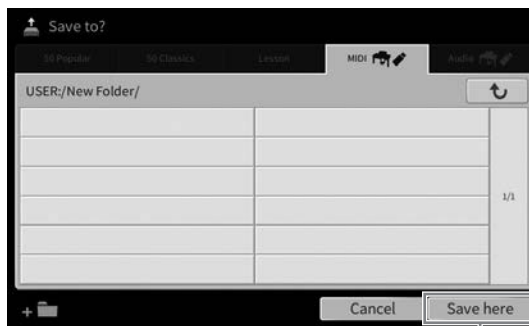 Save to?
50 Popular 50 Classics Lesson MIDI Audio
USER:/New Folder/
1/1
+ Cancel Save here